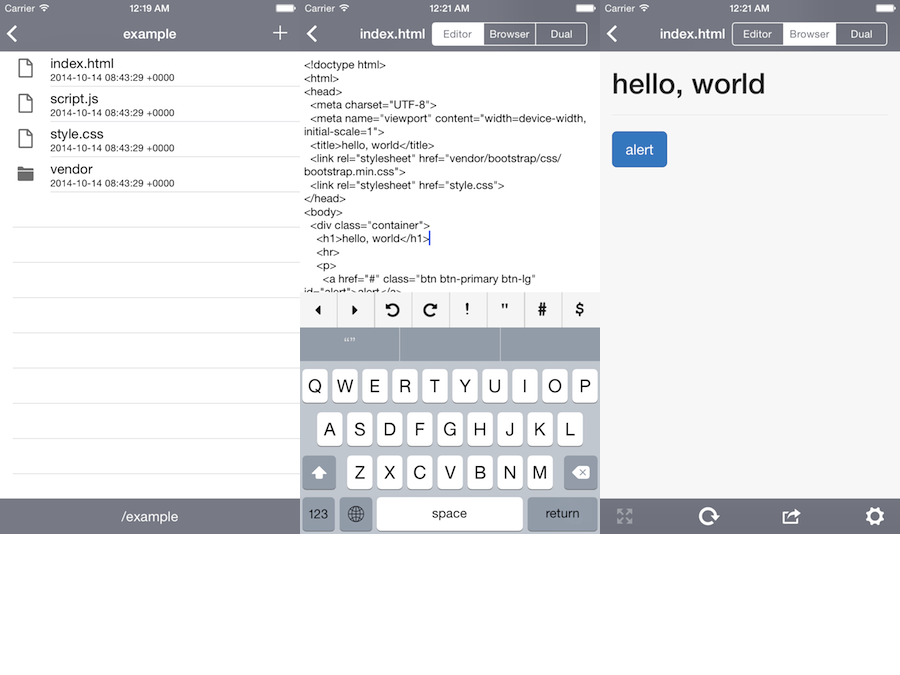 Carrier 12:19 AM
example
index.html
2014-10-14 08:43:29 +0000
script.js
2014-10-14 08:43:29 +0000
style.css
2014-10-14 08:43:29 +0000
vendor
2014-10-14 08:43:29 +0000
/example
Carrier 12:21 AM
index.html Editor Browser Dual
<!doctype html>
<html>
<head>
<meta charset="UTF-8">
<meta name="viewport" content="width=device-width,
initial-scale=1">
<title>hello, world</title>
<link rel="stylesheet" href="vendor/bootstrap/css/
bootstrap.min.css">
<link rel="stylesheet" href="style.css">
</head>
<body>
<div class="container">
<h1>hello, world</h1>
<hr>
<p>
<a href="#" class="btn btn-primary btn-lg"
id="alert">alert</a>
! " # $
“”
Q W E R T Y U I O P
A S D F G H J K L
Z X C V B N M
123 space return
Carrier 12:21 AM
index.html Editor Browser Dual
hello, world
alert